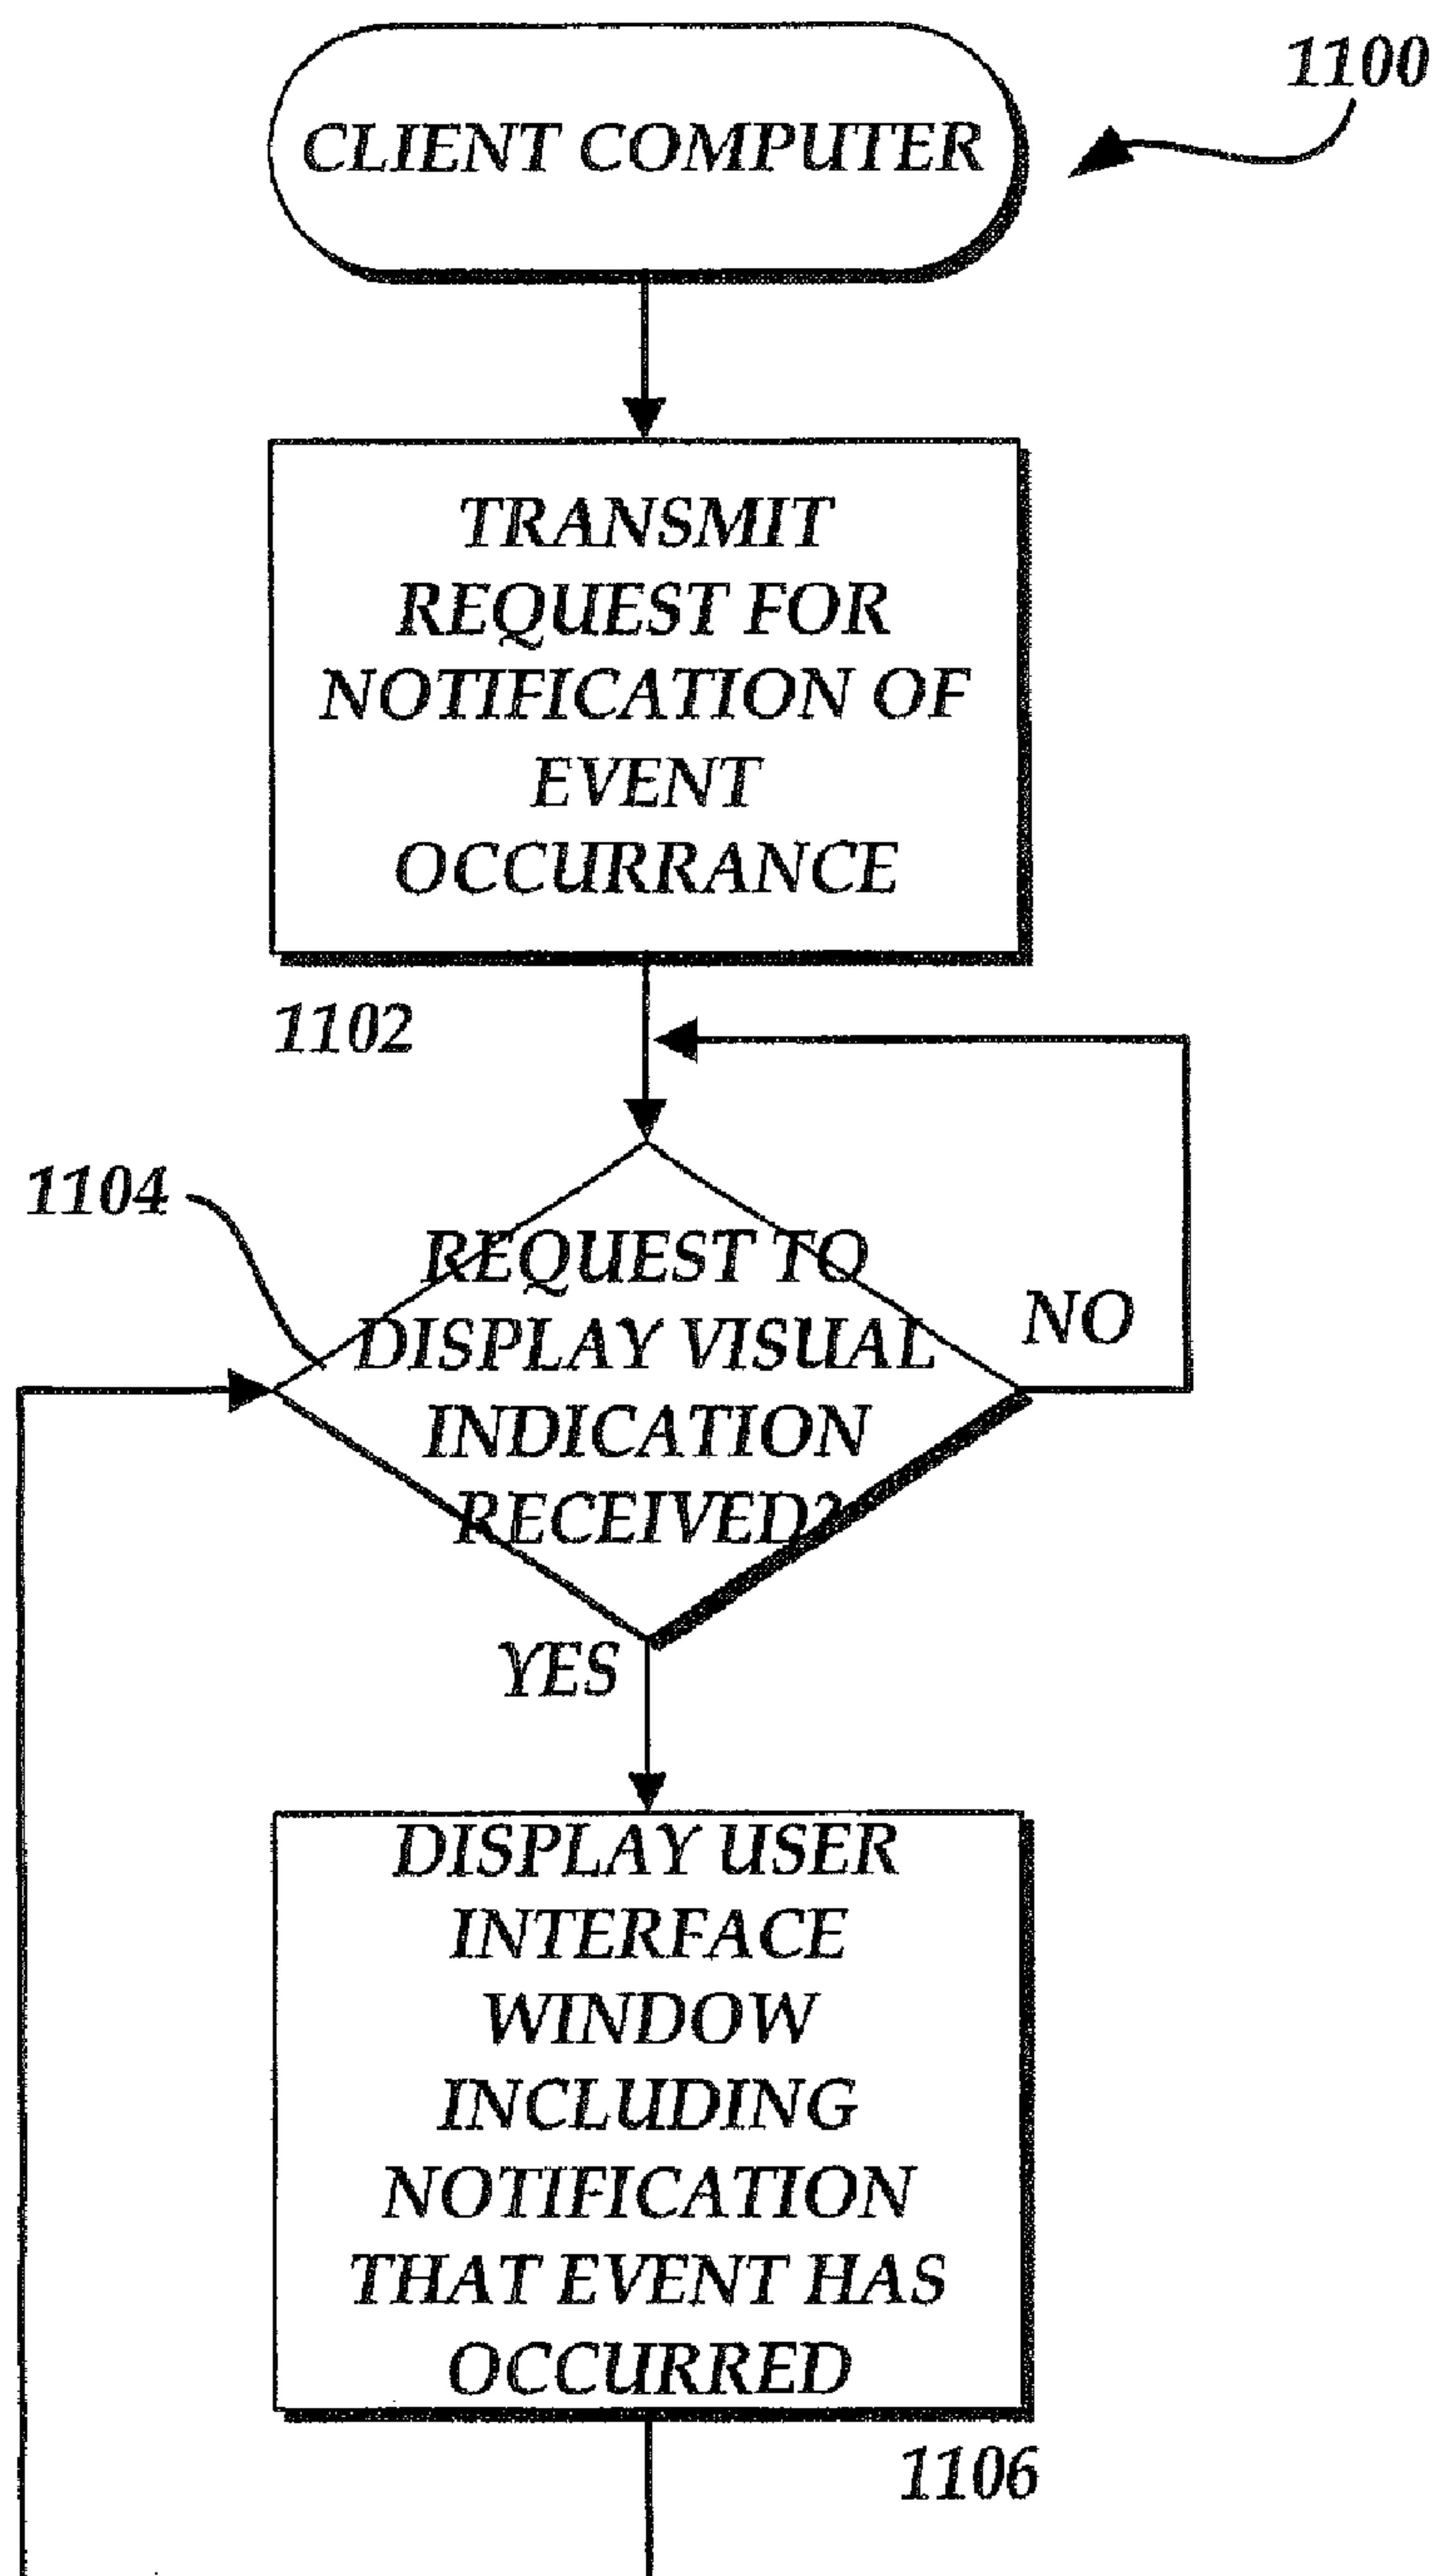 CLIENT COMPUTER
1100
TRANSMIT
REQUEST FOR
NOTIFICATION OF
EVENT
OCCURRANCE
1102
1104
REQUEST TO
DISPLAY VISUAL
INDICATION
RECEIVED?
NO
YES
DISPLAY USER
INTERFACE
WINDOW
INCLUDING
NOTIFICATION
THAT EVENT HAS
OCCURRED
1106